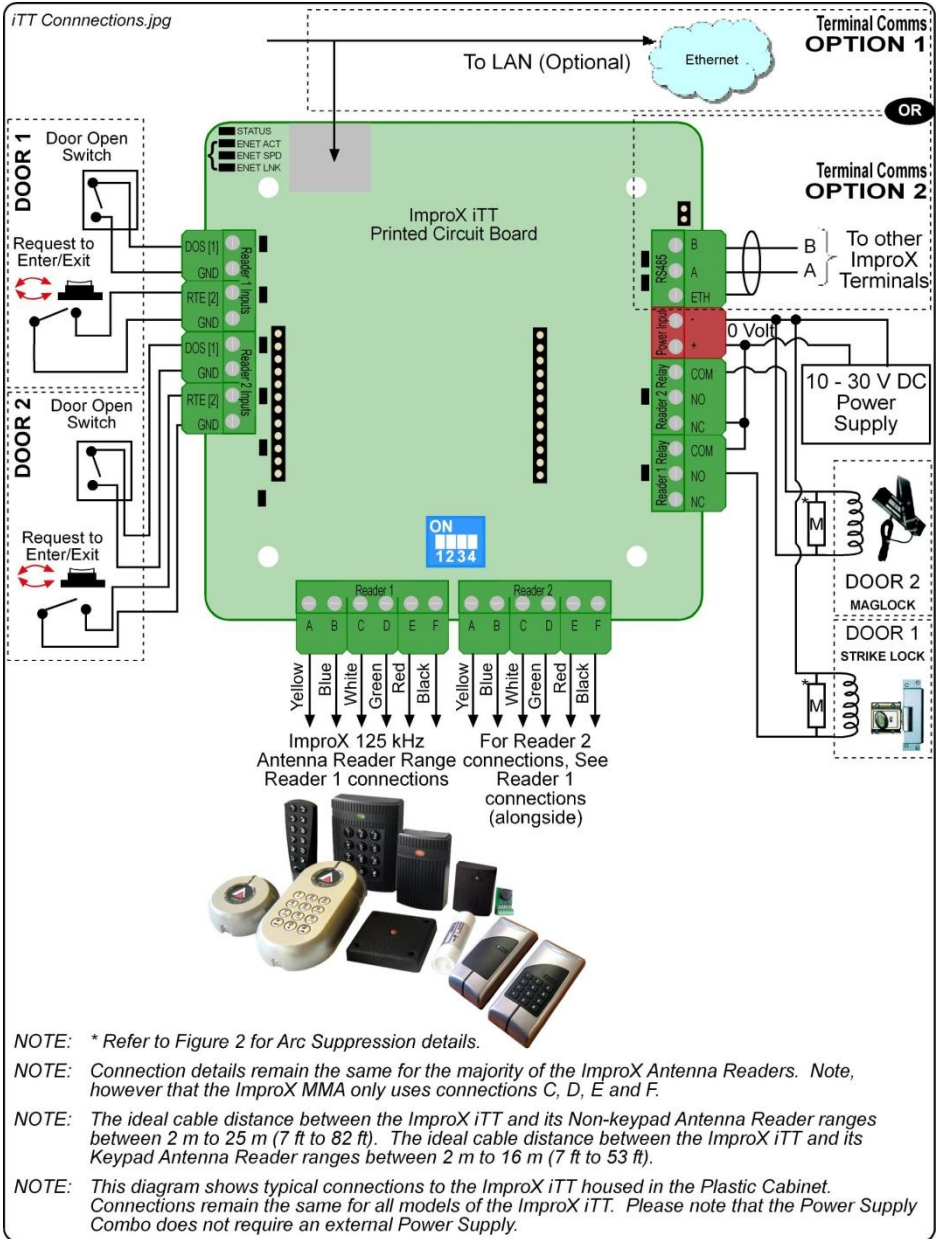 iTT Connnections.jpg
Terminal Comms
OPTION 1
To LAN (Optional)
Ethernet
OR
DOOR 1
Door Open
Switch
Request to
Enter/Exit
STATUS
ENET ACT
ENET SPD
ENET LNK
ImproX iTT
Printed Circuit Board
Terminal Comms
OPTION 2
DOS [1]
GND
RTE [2]
GND
Reader 1 Inputs
DOS [1]
GND
RTE [2]
GND
Reader 2 Inputs
RS485
B
A
ETH
B
A
To other
ImproX
Terminals
Power Input
-
+
0 Volt
10 - 30 V DC
Power
Supply
Reader 2 Relay
COM
NO
NC
Reader 1 Relay
COM
NO
NC
DOOR 2
Door Open
Switch
Request to
Enter/Exit
ON
1 2 3 4
* M
DOOR 2
MAGLOCK
DOOR 1
STRIKE LOCK
* M
Reader 1
A B C D E F
Yellow
Blue
White
Green
Red
Black
Reader 2
A B C D E F
Yellow
Blue
White
Green
Red
Black
ImproX 125 kHz
Antenna Reader Range
Reader 1 connections
For Reader 2
connections, See
Reader 1
connections
(alongside)
NOTE: * Refer to Figure 2 for Arc Suppression details.
NOTE: Connection details remain the same for the majority of the ImproX Antenna Readers. Note,
however that the ImproX MMA only uses connections C, D, E and F.
NOTE: The ideal cable distance between the ImproX iTT and its Non-keypad Antenna Reader ranges
between 2 m to 25 m (7 ft to 82 ft). The ideal cable distance between the ImproX iTT and its
Keypad Antenna Reader ranges between 2 m to 16 m (7 ft to 53 ft).
NOTE: This diagram shows typical connections to the ImproX iTT housed in the Plastic Cabinet.
Connections remain the same for all models of the ImproX iTT. Please note that the Power Supply
Combo does not require an external Power Supply.